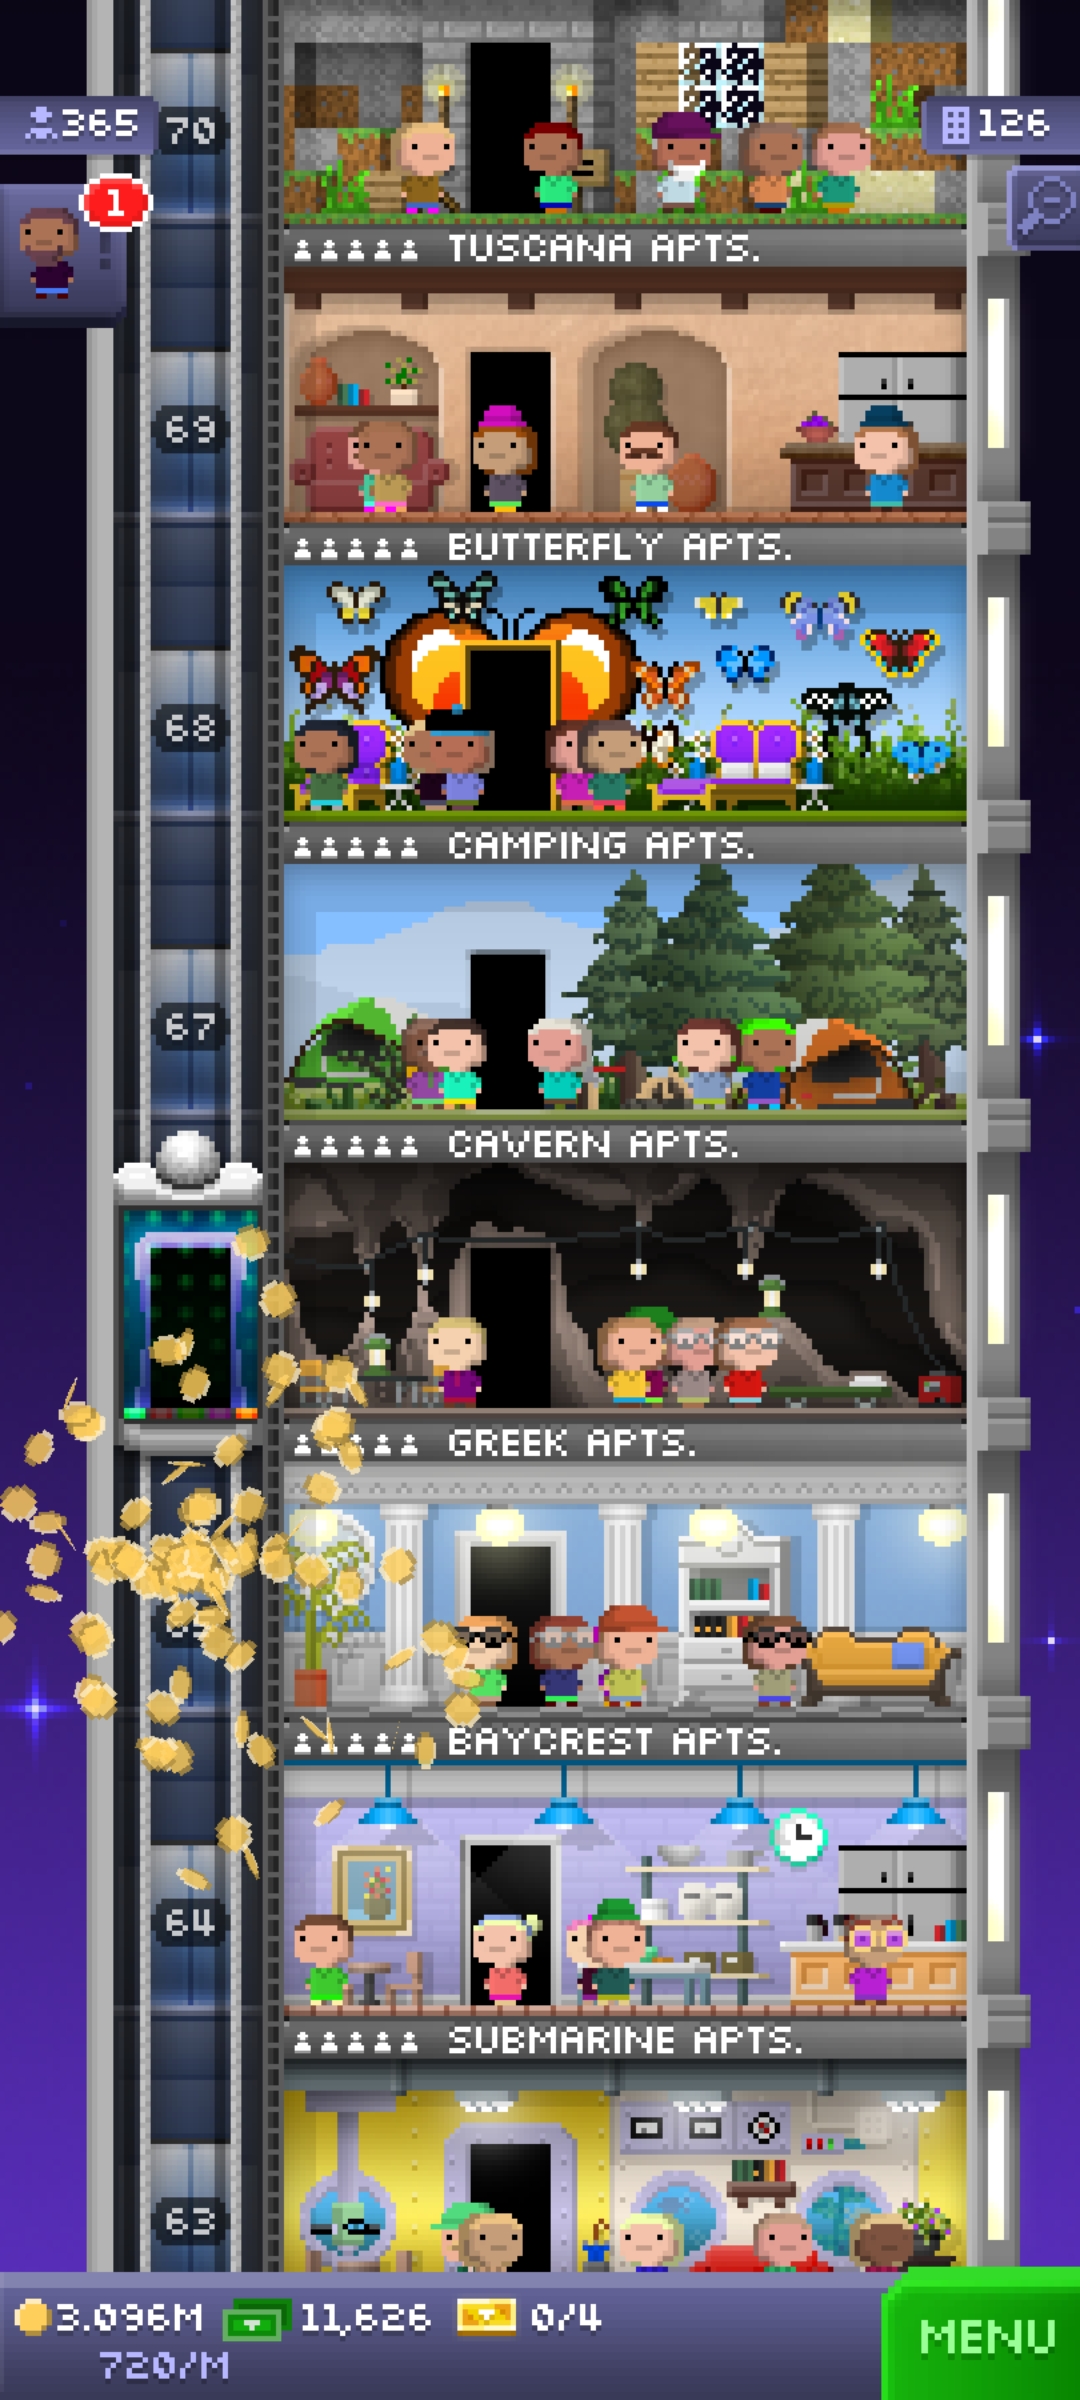 365
70
126
1
TUSCANA APTS.
69
BUTTERFLY APTS.
68
CAMPING APTS.
67
CAVERN APTS.
GREEK APTS.
BAYCREST APTS.
64
SUBMARINE APTS.
63
3.096M 11,626 0/4
720/M
MENU